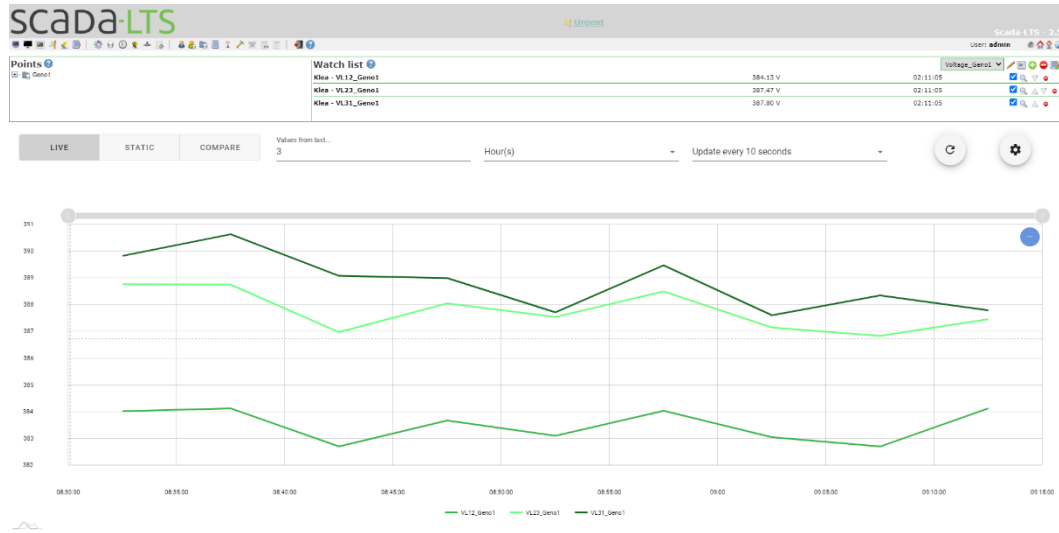 scada-LTS
Urgent
Scada LTS - 2.
User: admin
Points
Geno1
Watch list
Voltage_Geno1
Klea - VL12_Geno1 384.13 V 02:11:05
Klea - VL23_Geno1 387.47 V 02:11:05
Klea - VL31_Geno1 387.80 V 02:11:05
LIVE STATIC COMPARE
Values from last...
3 Hour(s) Update every 10 seconds
391
390
389
388
387
386
385
384
383
382
08:30:00 08:35:00 08:40:00 08:45:00 08:50:00 08:55:00 09:00 09:05:00 09:10:00 09:15:00
VL12_Geno1 VL23_Geno1 VL31_Geno1